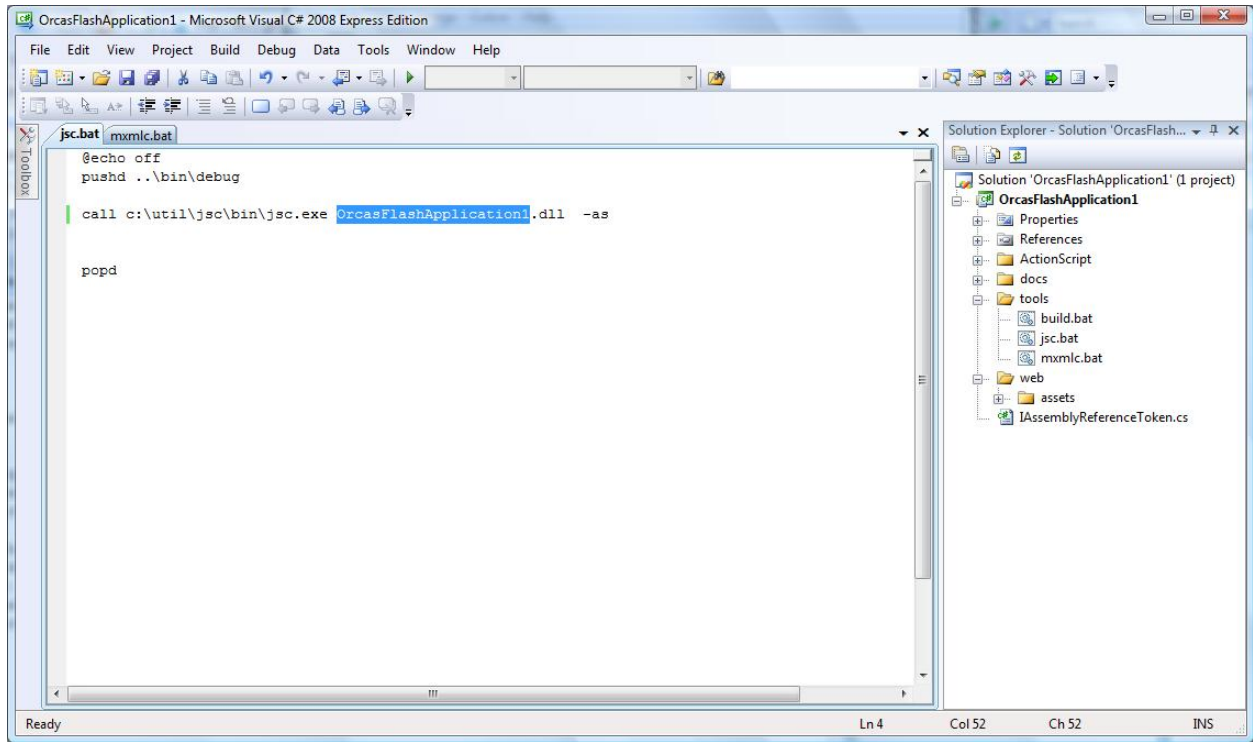 OrcasFlashApplication1 - Microsoft Visual C# 2008 Express Edition
File Edit View Project Build Debug Data Tools Window Help
jsc.bat mxmlc.bat
Toolbox
@echo off
pushd ..\bin\debug
call c:\util\jsc\bin\jsc.exe OrcasFlashApplication1.dll  -as
popd
Solution Explorer - Solution 'OrcasFlash...
Solution 'OrcasFlashApplication1' (1 project)
OrcasFlashApplication1
Properties
References
ActionScript
docs
tools
build.bat
jsc.bat
mxmlc.bat
web
assets
IAssemblyReferenceToken.cs
Ready Ln 4 Col 52 Ch 52 INS